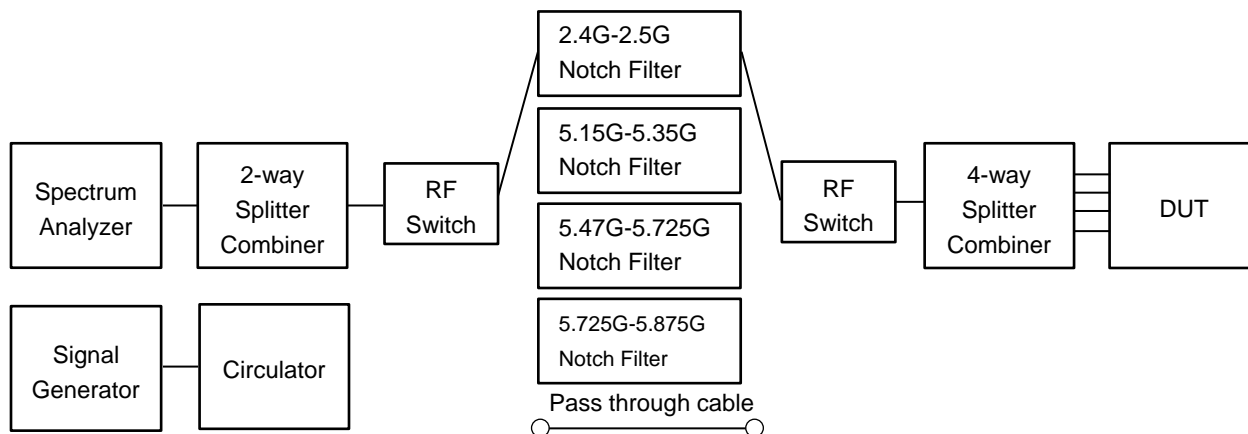 2.4G-2.5G
Notch Filter
5.15G-5.35G
Notch Filter
Spectrum
Analyzer
2-way
Splitter
Combiner
RF
Switch
RF
Switch
4-way
Splitter
Combiner
DUT
5.47G-5.725G
Notch Filter
5.725G-5.875G
Notch Filter
Signal
Generator
Circulator
Pass through cable